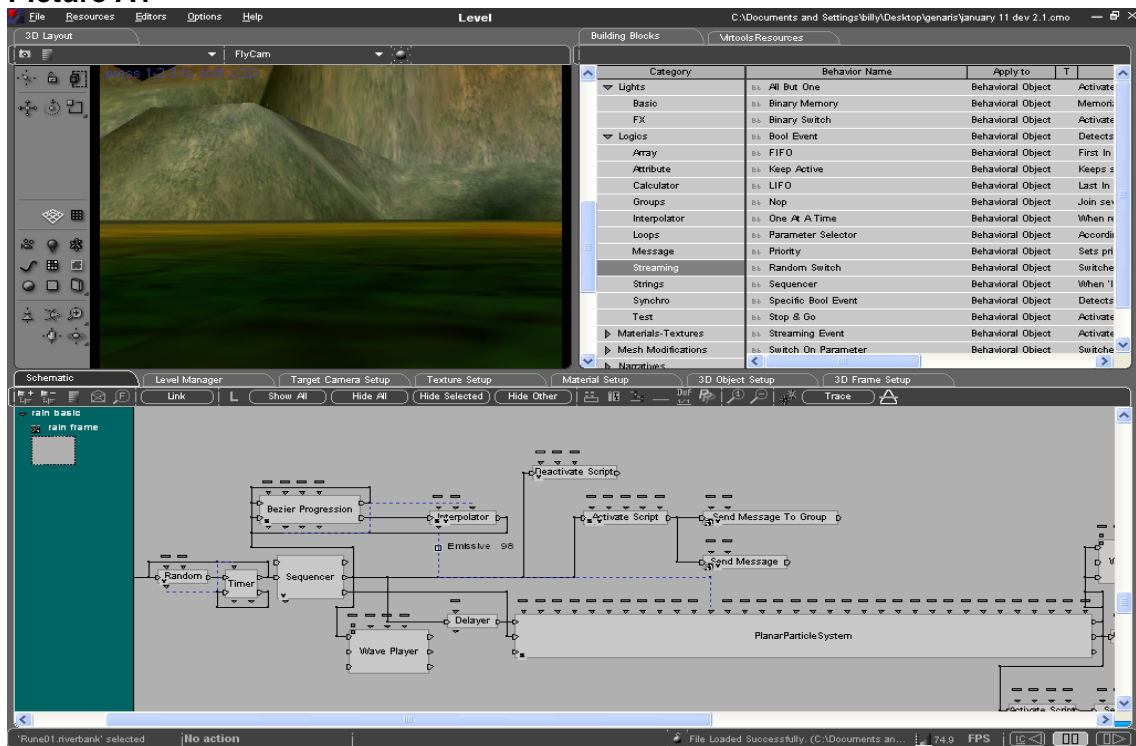 File Resources Editors Options Help Level C:\Documents and Settings\billy\Desktop\genaris\january 11 dev 2.1.cmo
3D Layout
FlyCam
Building Blocks VirtoolsResources
Category Behavior Name Apply to T
Lights All But One Behavioral Object Activate
Basic Binary Memory Behavioral Object Memori
FX Binary Switch Behavioral Object Activate
Logics Bool Event Behavioral Object Detects
Array FIFO Behavioral Object First In
Attribute Keep Active Behavioral Object Keeps s
Calculator LIFO Behavioral Object Last In
Groups Nop Behavioral Object Join sev
Interpolator One At A Time Behavioral Object When r
Loops Parameter Selector Behavioral Object Accordi
Message Priority Behavioral Object Sets pri
Streaming Random Switch Behavioral Object Switche
Strings Sequencer Behavioral Object When 'I
Synchro Specific Bool Event Behavioral Object Detects
Test Stop & Go Behavioral Object Activate
Materials-Textures Streaming Event Behavioral Object Activate
Mesh Modifications Switch On Parameter Behavioral Object Switche
Narratives
Schematic Level Manager Target Camera Setup Texture Setup Material Setup 3D Object Setup 3D Frame Setup
Link L Show All Hide All Hide Selected Hide Other Trace
rain basic
rain frame
Deactivate Script
Bezier Progression
Interpolator
Activate Script
Send Message To Group
Emissive 98
Send Message
Random
Timer
Sequencer
Delayer
PlanarParticleSystem
Wave Player
Activate Script
'Rune01.riverbank' selected No action File Loaded Successfully. (C:\Documents an... 74.9 FPS IC